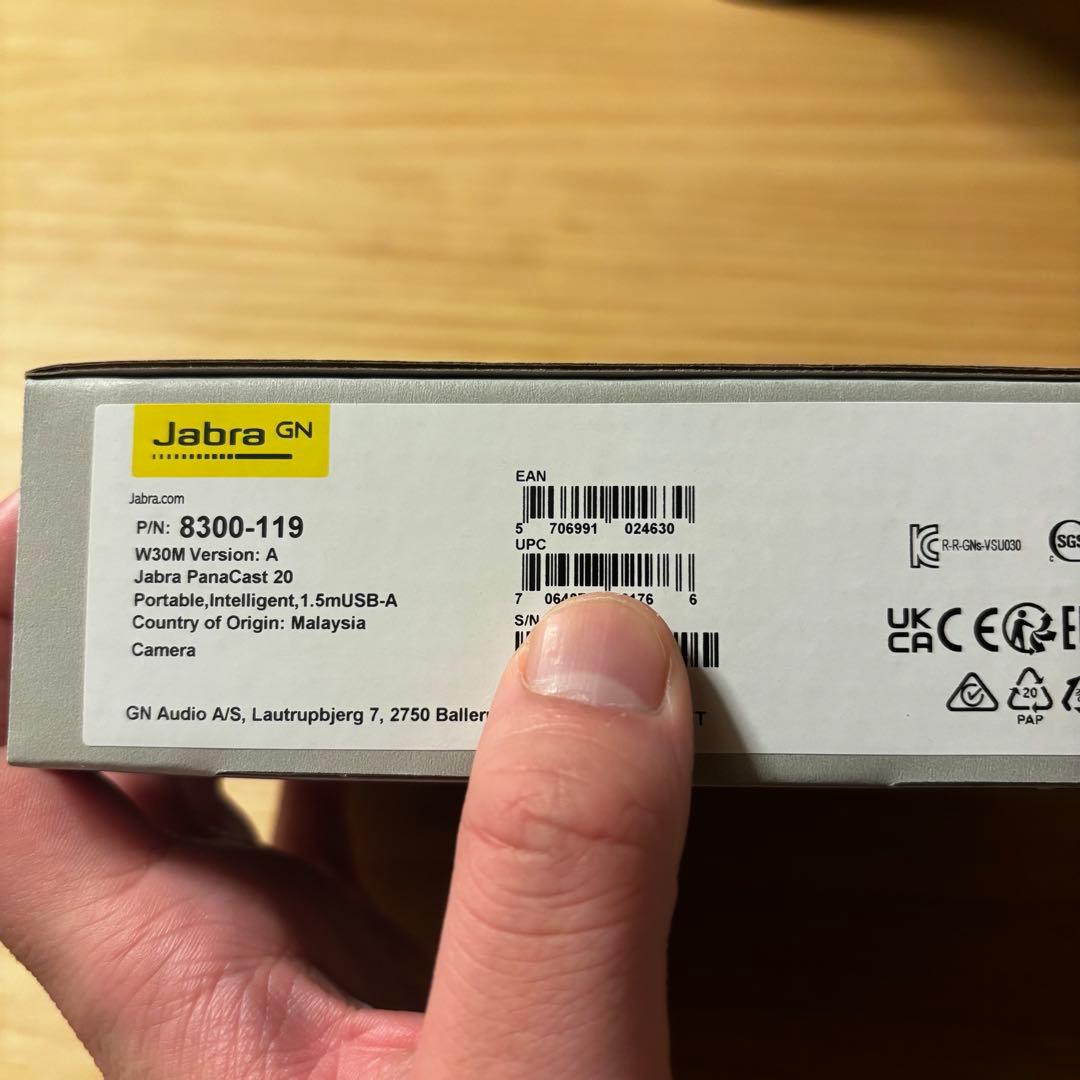 Jabra GN
Jabra.com
P/N: 8300-119
W30M Version: A
Jabra PanaCast 20
Portable,Intelligent,1.5mUSB-A
Country of Origin: Malaysia
Camera
GN Audio A/S, Lautrupbjerg 7, 2750
EAN
5 706991 024630
UPC
7 6
S/N
R-R-GNs-VSU030
SGS
UK
CA
CE
20
PAP